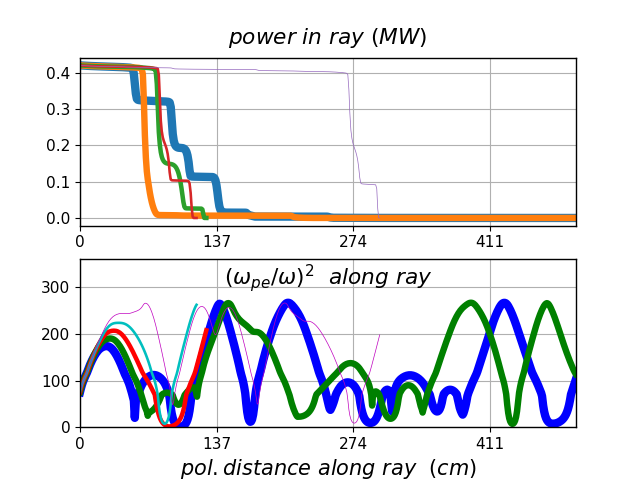 power in ray (MW)
0.4
0.3
0.2
0.1
0.0
0 137 274 411
(ω_pe/ω)² along ray
300
200
100
0
0 137 274 411
pol. distance along ray (cm)